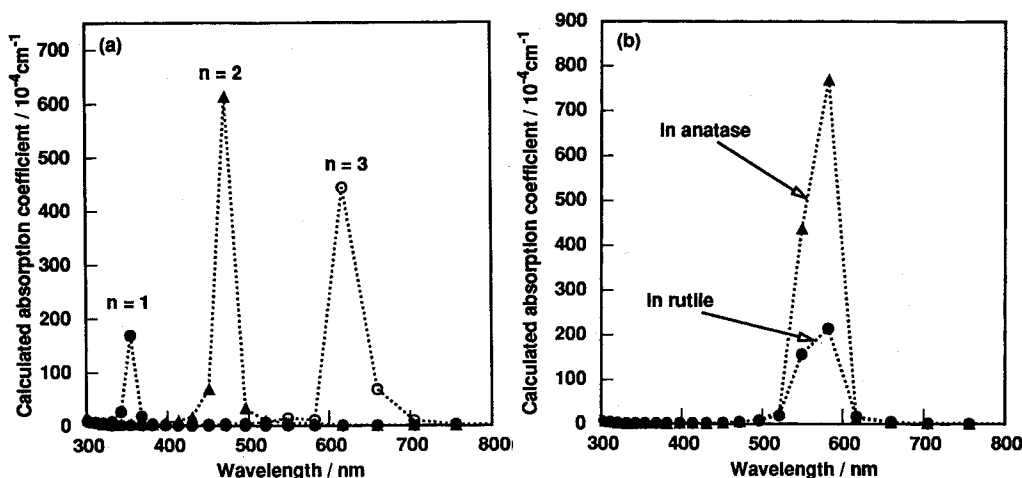 Calculated absorption coefficient / 10⁻⁴cm⁻¹
(a)
700
600
500
400
300
200
100
0
n = 1
n = 2
n = 3
300 400 500 600 700 800
Wavelength / nm
Calculated absorption coefficient / 10⁻⁴cm⁻¹
(b)
900
800
700
600
500
400
300
200
100
0
In anatase
In rutile
300 400 500 600 700 800
Wavelength / nm